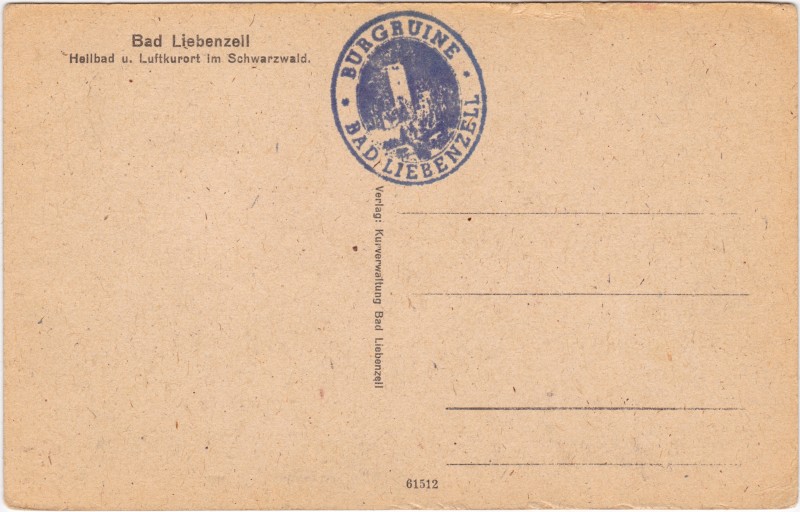 Bad Liebenzell
Heilbad u. Luftkurort im Schwarzwald.
* BURGRUINE *
BAD LIEBENZELL
Verlag: Kurverwaltung Bad Liebenzell
61512